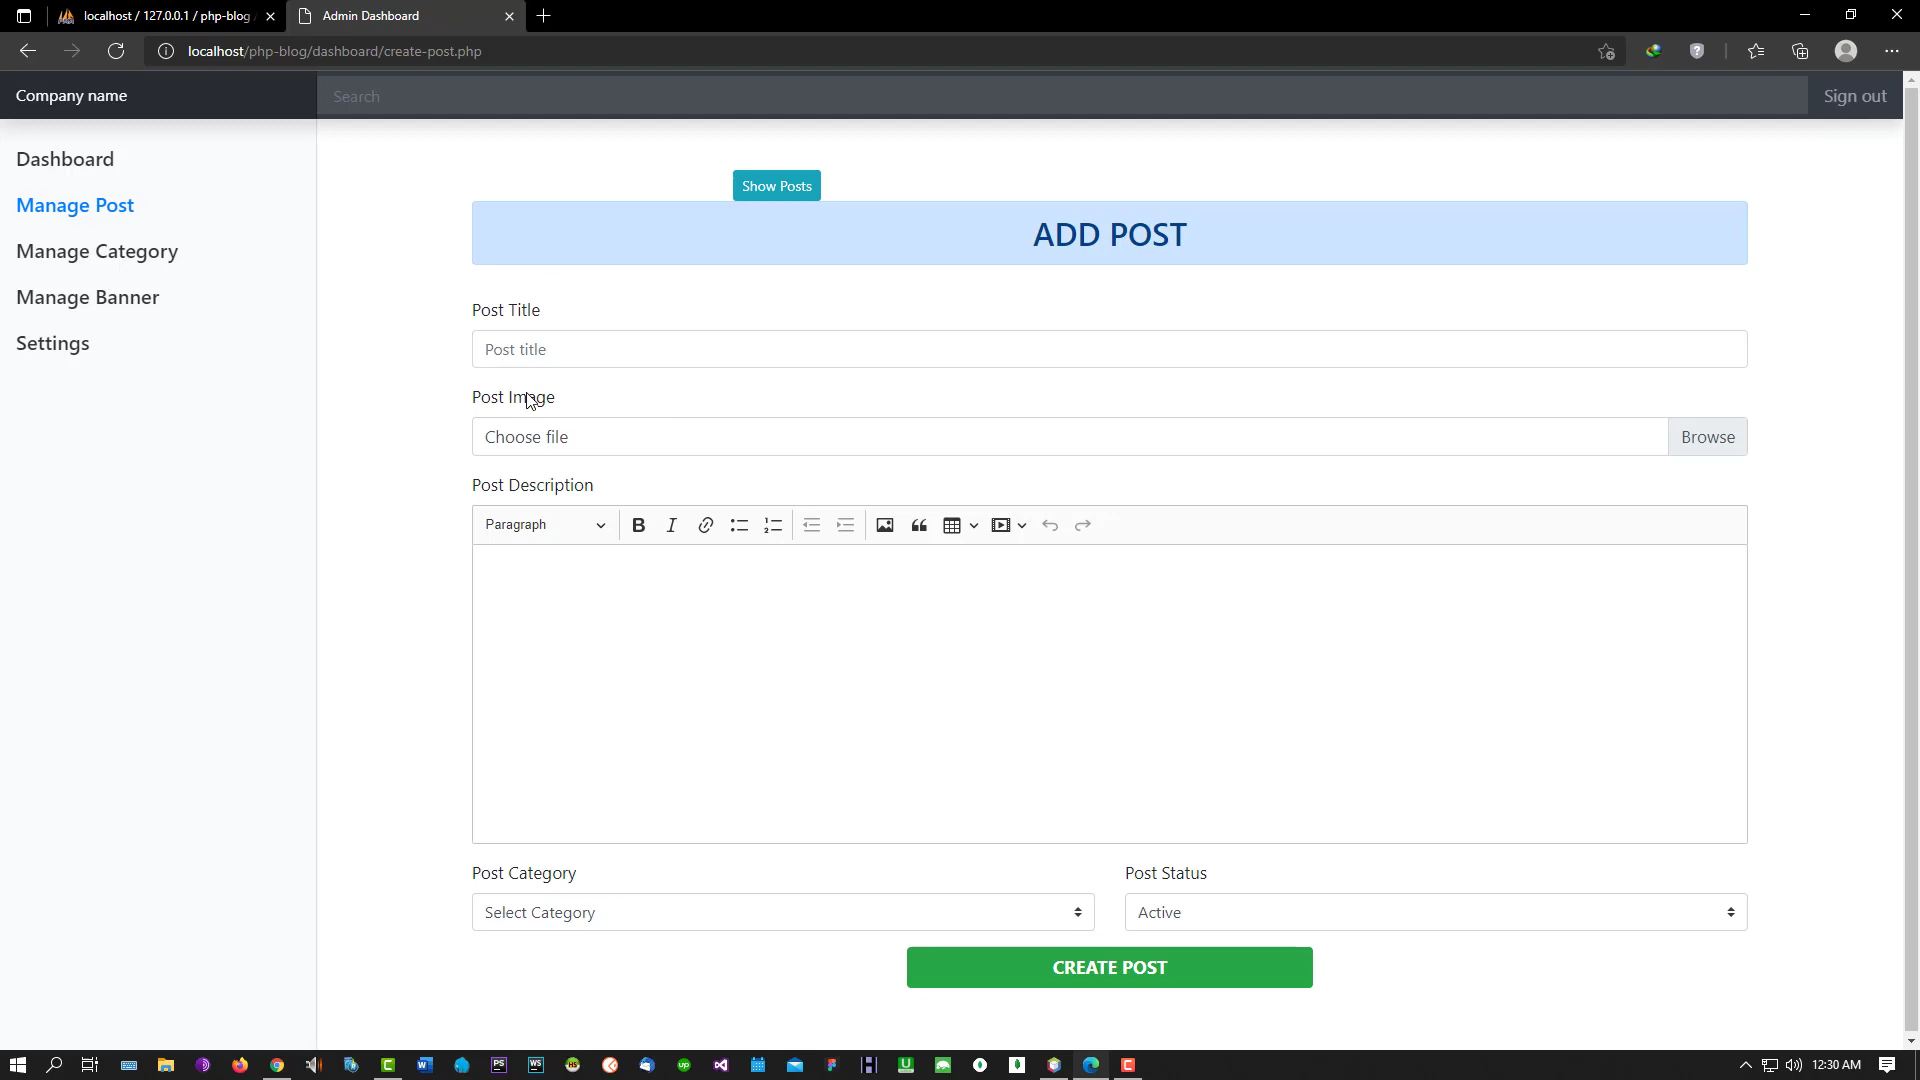 localhost / 127.0.0.1 / php-blog
Admin Dashboard
localhost/php-blog/dashboard/create-post.php
Company name
Search
Sign out
Dashboard
Manage Post
Manage Category
Manage Banner
Settings
Show Posts
ADD POST
Post Title
Post title
Post Image
Choose file
Browse
Post Description
Paragraph
Post Category
Post Status
Select Category
Active
CREATE POST
12:30 AM